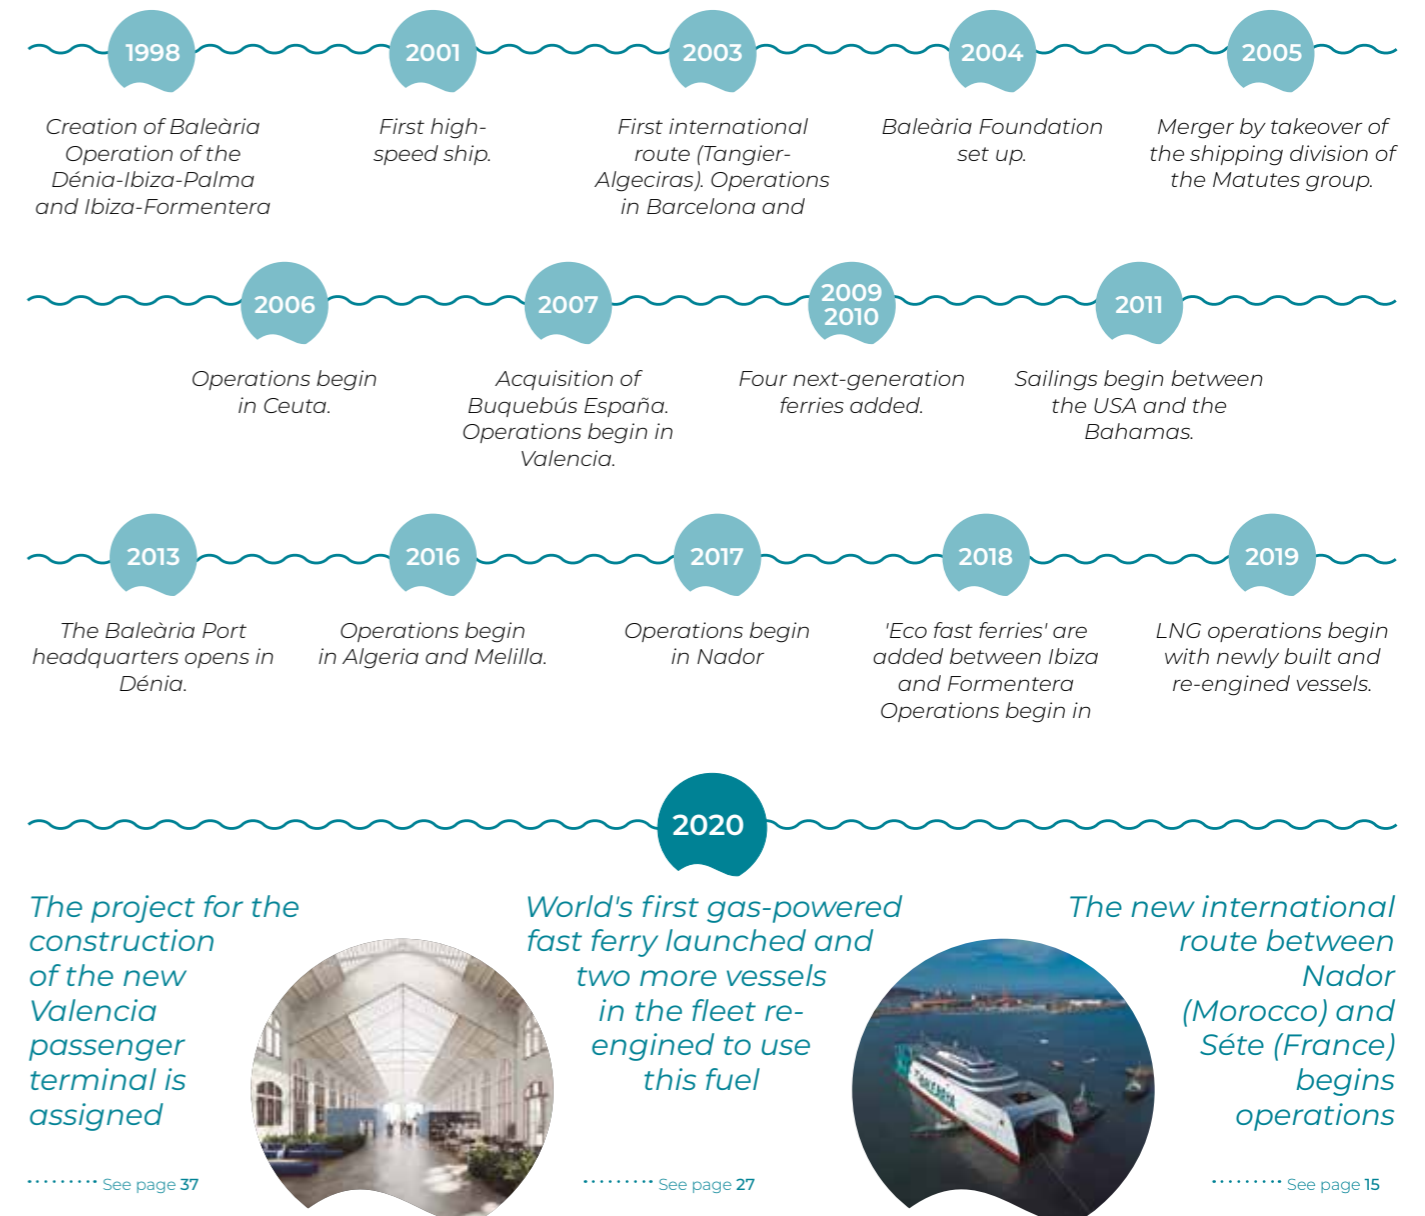 1998
Creation of Baleària
Operation of the
Dénia-Ibiza-Palma
and Ibiza-Formentera
2001
First high-
speed ship.
2003
First international
route (Tangier-
Algeciras). Operations
in Barcelona and
2004
Baleària Foundation
set up.
2005
Merger by takeover of
the shipping division of
the Matutes group.
2006
Operations begin
in Ceuta.
2007
Acquisition of
Buquebús España.
Operations begin in
Valencia.
2009
2010
Four next-generation
ferries added.
2011
Sailings begin between
the USA and the
Bahamas.
2013
The Baleària Port
headquarters opens in
Dénia.
2016
Operations begin
in Algeria and Melilla.
2017
Operations begin
in Nador
2018
'Eco fast ferries' are
added between Ibiza
and Formentera
Operations begin in
2019
LNG operations begin
with newly built and
re-engined vessels.
2020
The project for the
construction
of the new
Valencia
passenger
terminal is
assigned
See page 37
World's first gas-powered
fast ferry launched and
two more vessels
in the fleet re-
engined to use
this fuel
See page 27
BALEÀRIA
The new international
route between
Nador
(Morocco) and
Séte (France)
begins
operations
See page 15